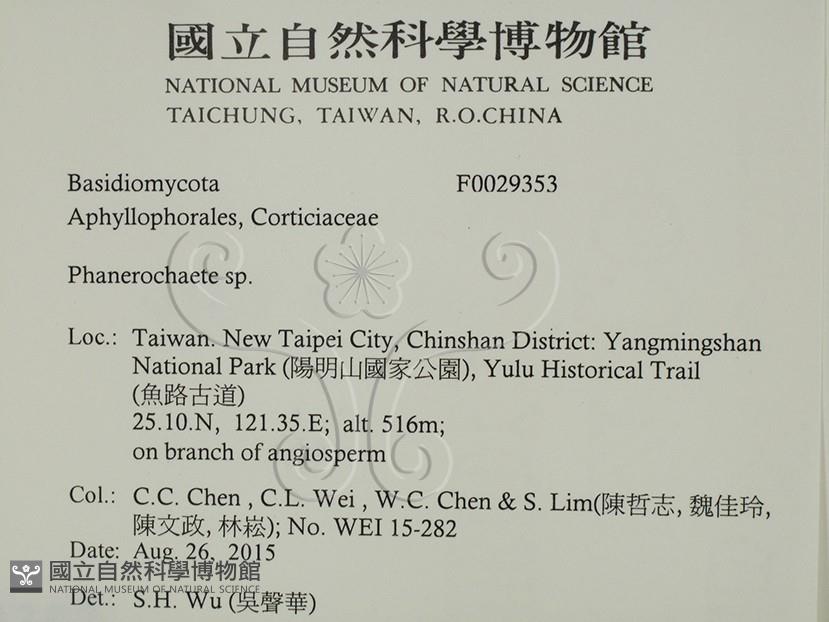 國立自然科學博物館
NATIONAL MUSEUM OF NATURAL SCIENCE
TAICHUNG, TAIWAN, R.O.CHINA
Basidiomycota F0029353
Aphyllophorales, Corticiaceae
Phanerochaete sp.
Loc.: Taiwan. New Taipei City, Chinshan District: Yangmingshan
National Park (陽明山國家公園), Yulu Historical Trail
(魚路古道)
25.10.N, 121.35.E; alt. 516m;
on branch of angiosperm
Col.: C.C. Chen , C.L. Wei , W.C. Chen & S. Lim(陳哲志, 魏佳玲,
陳文政, 林崧); No. WEI 15-282
Date: Aug. 26, 2015
國立自然科學博物館
NATIONAL MUSEUM OF NATURAL SCIENCE
Det.: S.H. Wu (吳聲華)